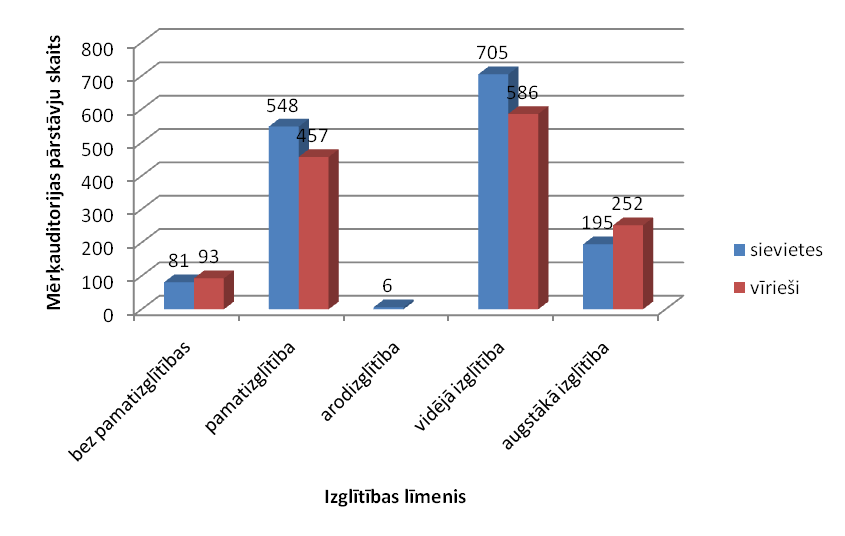 Mērķauditorijas pārstāvju skaits
800
700
600
500
400
300
200
100
0
81
93
548
457
6
705
586
195
252
bez pamatizglītības
pamatizglītība
arodizglītība
vidējā izglītība
augstākā izglītība
Izglītības līmenis
sievietes
vīrieši